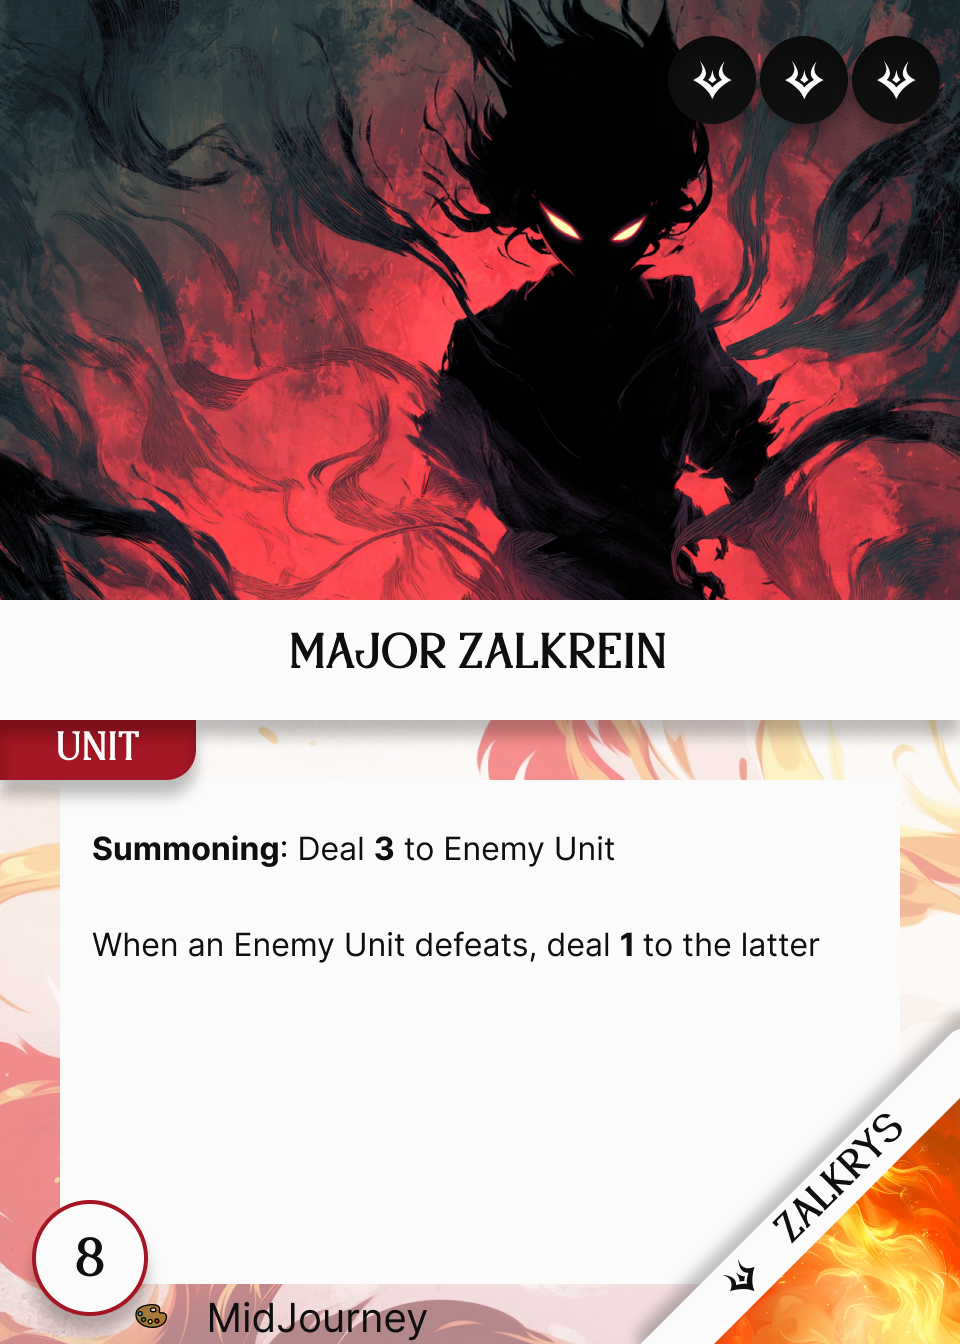 MAJOR ZALKREIN
UNIT
Summoning: Deal 3 to Enemy Unit
When an Enemy Unit defeats, deal 1 to the latter
ZALKRYS
8
MidJourney